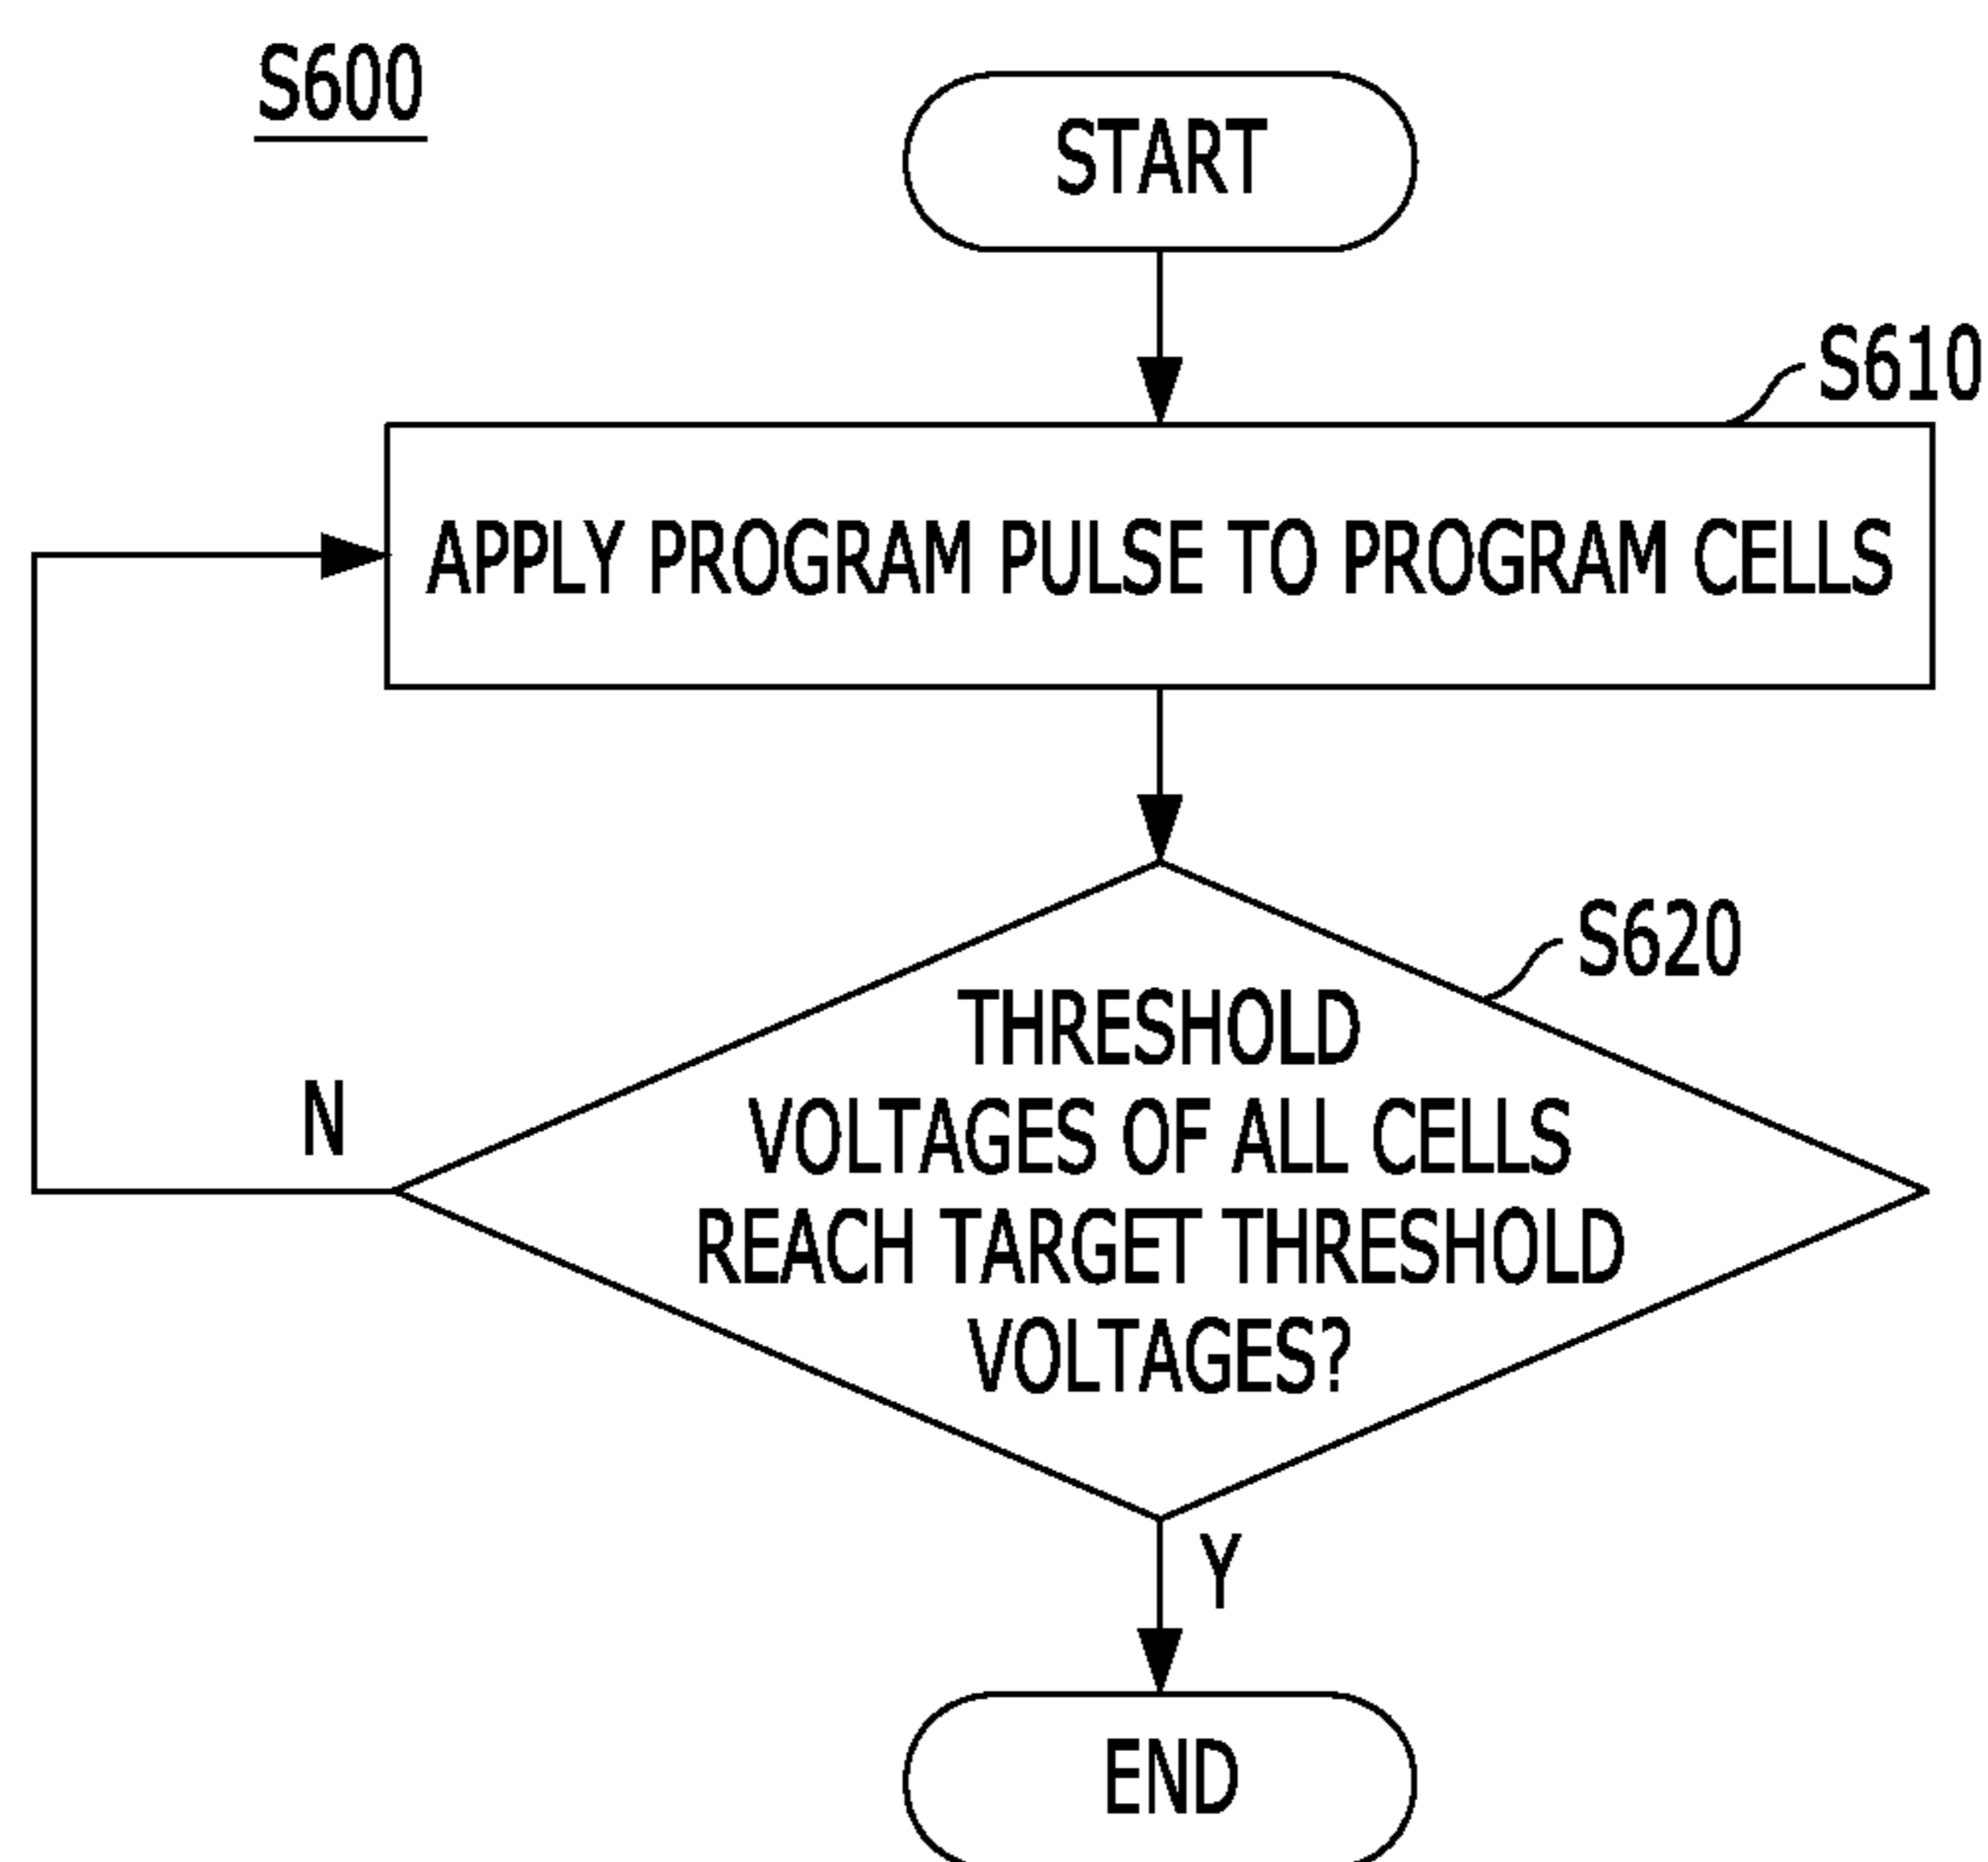 S600
START
S610
APPLY PROGRAM PULSE TO PROGRAM CELLS
S620
THRESHOLD
VOLTAGES OF ALL CELLS
REACH TARGET THRESHOLD
VOLTAGES?
N
Y
END